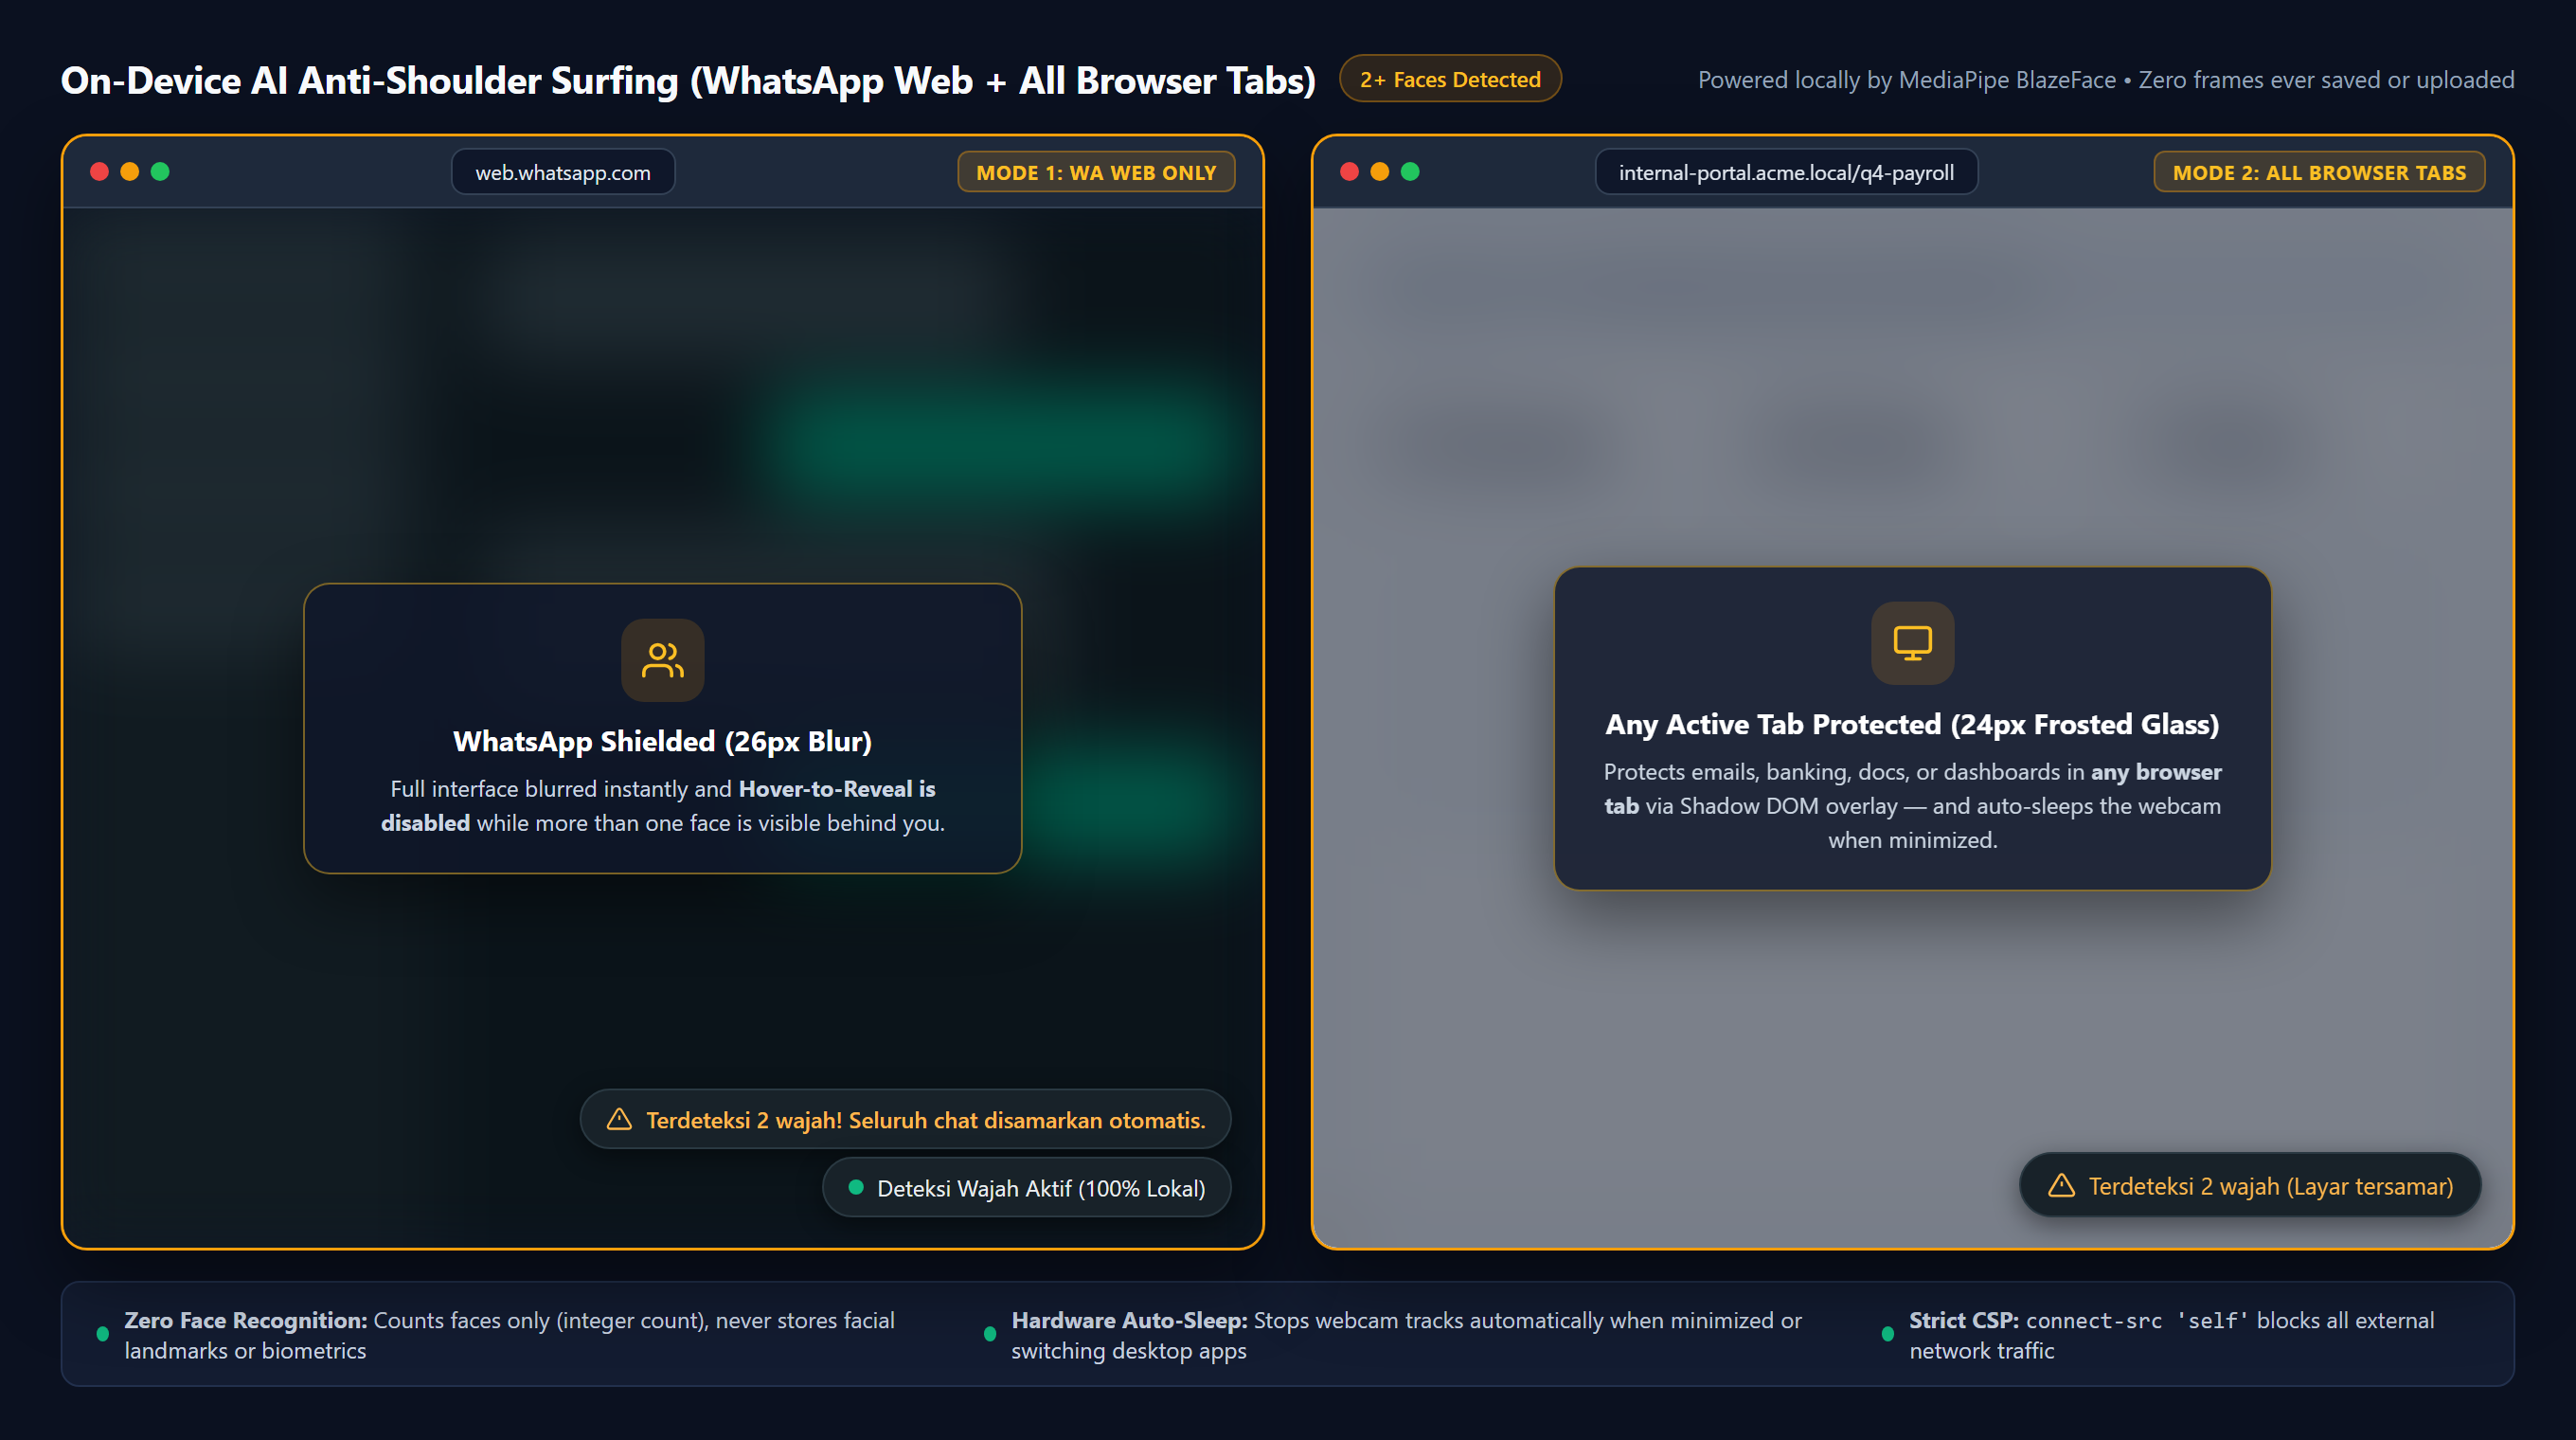 On-Device AI Anti-Shoulder Surfing (WhatsApp Web + All Browser Tabs)
2+ Faces Detected
Powered locally by MediaPipe BlazeFace • Zero frames ever saved or uploaded
web.whatsapp.com
MODE 1: WA WEB ONLY
WhatsApp Shielded (26px Blur)
Full interface blurred instantly and Hover-to-Reveal is
disabled while more than one face is visible behind you.
Terdeteksi 2 wajah! Seluruh chat disamarkan otomatis.
Deteksi Wajah Aktif (100% Lokal)
internal-portal.acme.local/q4-payroll
MODE 2: ALL BROWSER TABS
Any Active Tab Protected (24px Frosted Glass)
Protects emails, banking, docs, or dashboards in any browser
tab via Shadow DOM overlay — and auto-sleeps the webcam
when minimized.
Terdeteksi 2 wajah (Layar tersamar)
Zero Face Recognition: Counts faces only (integer count), never stores facial
landmarks or biometrics
Hardware Auto-Sleep: Stops webcam tracks automatically when minimized or
switching desktop apps
Strict CSP: connect-src 'self' blocks all external
network traffic